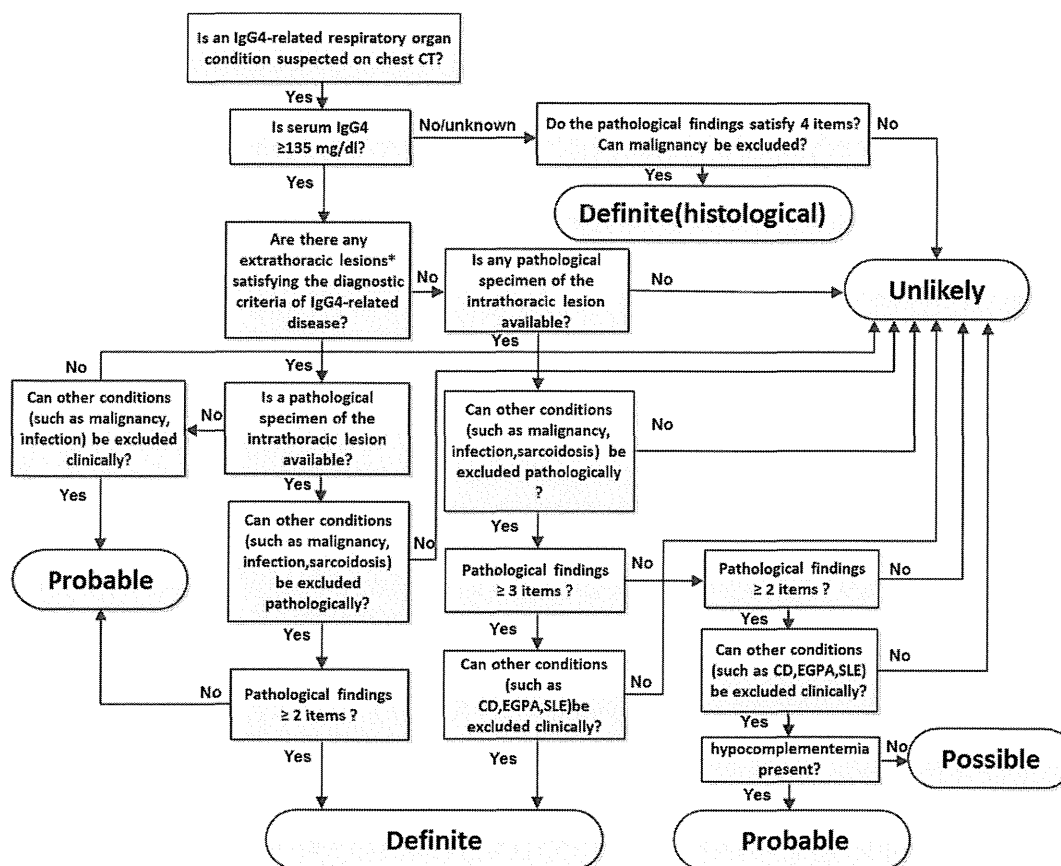 Is an IgG4-related respiratory organ
condition suspected on chest CT?
Yes
Is serum IgG4
≥135 mg/dl?
No/unknown
Do the pathological findings satisfy 4 items?
Can malignancy be excluded?
No
Yes
Yes
Definite(histological)
Are there any
extrathoracic lesions*
satisfying the diagnostic
criteria of IgG4-related
disease?
No
Is any pathological
specimen of the
intrathoracic lesion
available?
No
Unlikely
Yes
Yes
No
Can other conditions
(such as malignancy,
infection) be excluded
clinically?
No
Is a pathological
specimen of the
intrathoracic lesion
available?
Can other conditions
(such as malignancy,
infection,sarcoidosis) be
excluded pathologically
?
No
Yes
Yes
Yes
Can other conditions
(such as malignancy,
infection,sarcoidosis)
be excluded
pathologically?
No
Probable
Pathological findings
≥ 3 items ?
No
Pathological findings
≥ 2 items ?
No
Yes
Yes
Yes
Can other conditions
(such as
CD,EGPA,SLE)be
excluded clinically?
No
Can other conditions
(such as CD,EGPA,SLE)
be excluded clinically?
No
No
Pathological findings
≥ 2 items ?
Yes
Yes
Yes
hypocomplementemia
present?
No
Possible
Yes
Definite
Probable